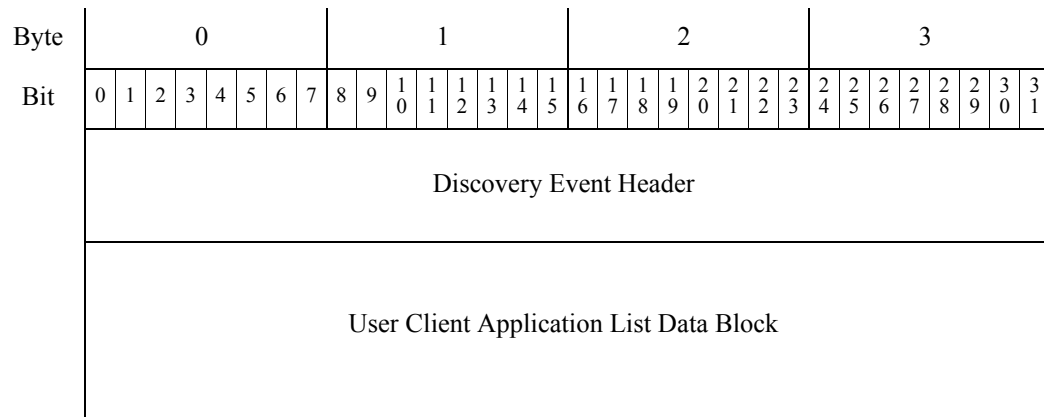 Byte 0 1 2 3
Bit 0 1 2 3 4 5 6 7 8 9 10 11 12 13 14 15 16 17 18 19 20 21 22 23 24 25 26 27 28 29 30 31
Discovery Event Header
User Client Application List Data Block